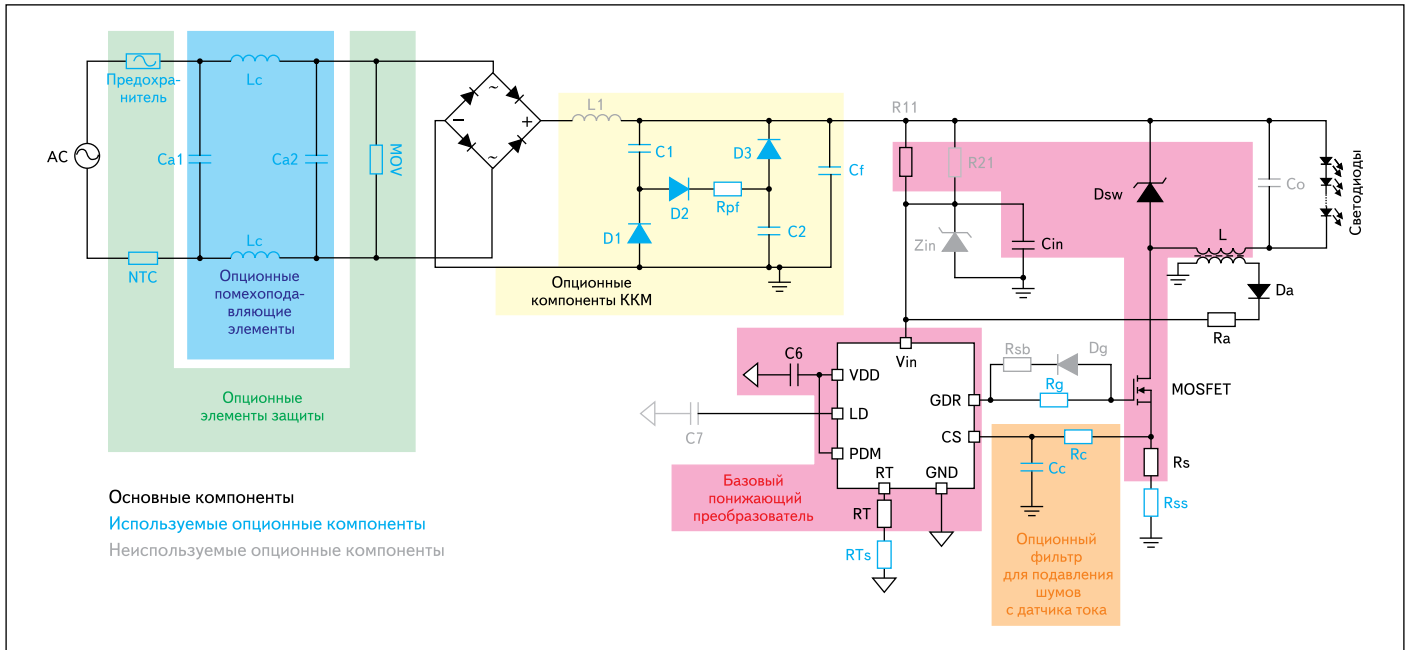 AC
Предохра-
нитель
NTC
Ca1
Lc
Lc
Ca2
MOV
Опционные
помехопода-
вляющие
элементы
Опционные
элементы защиты
~
−
+
~
L1
C1
D1
D2
Rpf
D3
C2
Cf
Опционные
компоненты ККМ
R11
R21
Zin
Cin
Dsw
L
Co
Светодиоды
Da
Ra
MOSFET
Vin
VDD
LD
PDM
RT
GND
GDR
CS
C6
C7
Rsb
Dg
Rg
Rc
Cc
Rs
Rss
RT
RTs
Базовый
понижающий
преобразователь
Опционный
фильтр
для подавления
шумов
с датчика тока
Основные компоненты
Используемые опционные компоненты
Неиспользуемые опционные компоненты